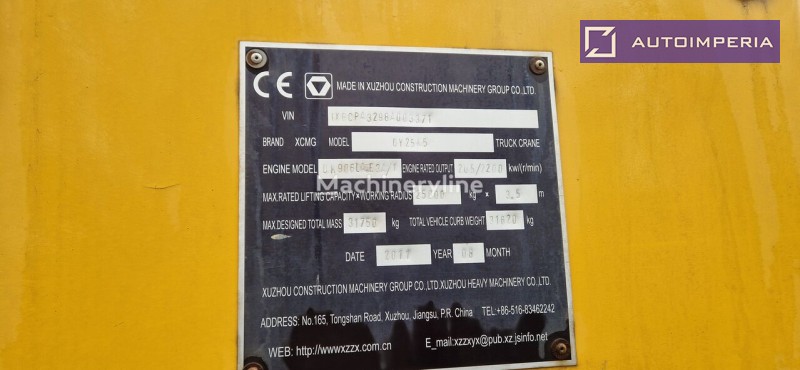 AUTOIMPERIA
CE MADE IN XUZHOU CONSTRUCTION MACHINERY GROUP CO.,LTD.
VIN
BRAND XCMG MODEL TRUCK CRANE
ENGINE MODEL ENGINE RATED OUTPUT kw/(r/min)
Machineryline
MAX.RATED LIFTING CAPACITY×WORKING RADIUS 25000 kg × 3.5 m
MAX.DESIGNED TOTAL MASS 31750 kg TOTAL VEHICLE CURB WEIGHT 31670 kg
DATE YEAR 08 MONTH
XUZHOU CONSTRUCTION MACHINERY GROUP CO.,LTD.XUZHOU HEAVY MACHINERY CO.,LTD.
ADDRESS: No.165, Tongshan Road, Xuzhou, Jiangsu, P.R. China TEL:+86-516-83462242
WEB: http://wwwxzzx.com.cn E_mail:xzzxyx@pub.xz.jsinfo.net